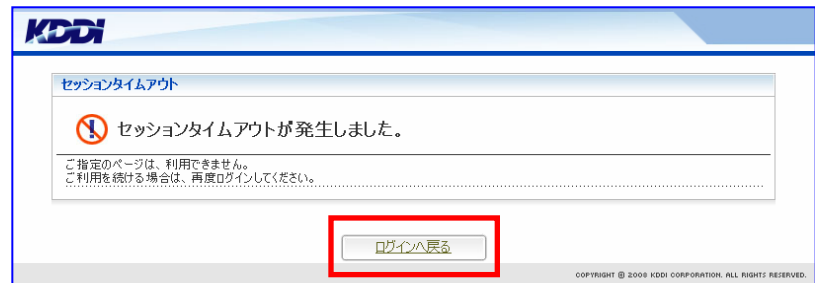 KDDI
セッションタイムアウト
セッションタイムアウトが発生しました。
ご指定のページは、利用できません。
ご利用を続ける場合は、再度ログインしてください。
ログインへ戻る
COPYRIGHT © 2000 KDDI CORPORATION. ALL RIGHTS RESERVED.